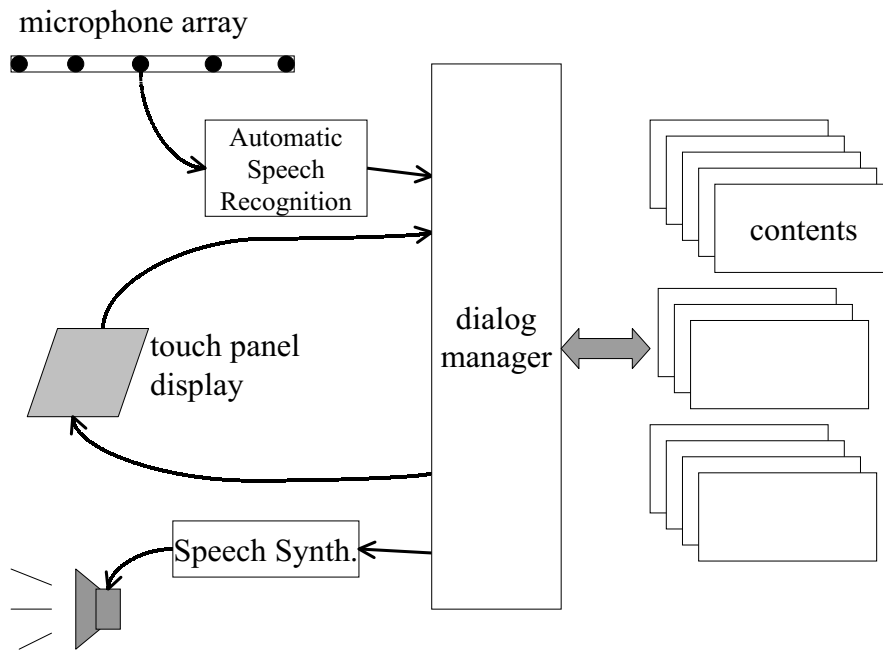 microphone array
Automatic
Speech
Recognition
contents
touch panel
display
dialog
manager
Speech Synth.